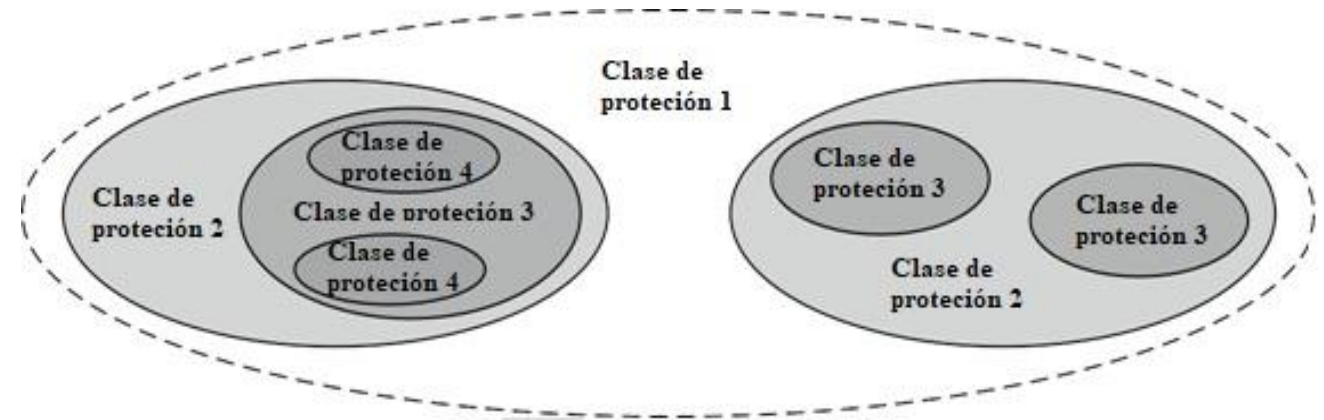 Clase de
proteción 1
Clase de
proteción 2
Clase de
proteción 4
Clase de proteción 3
Clase de
proteción 4
Clase de
proteción 3
Clase de
proteción 3
Clase de
proteción 2